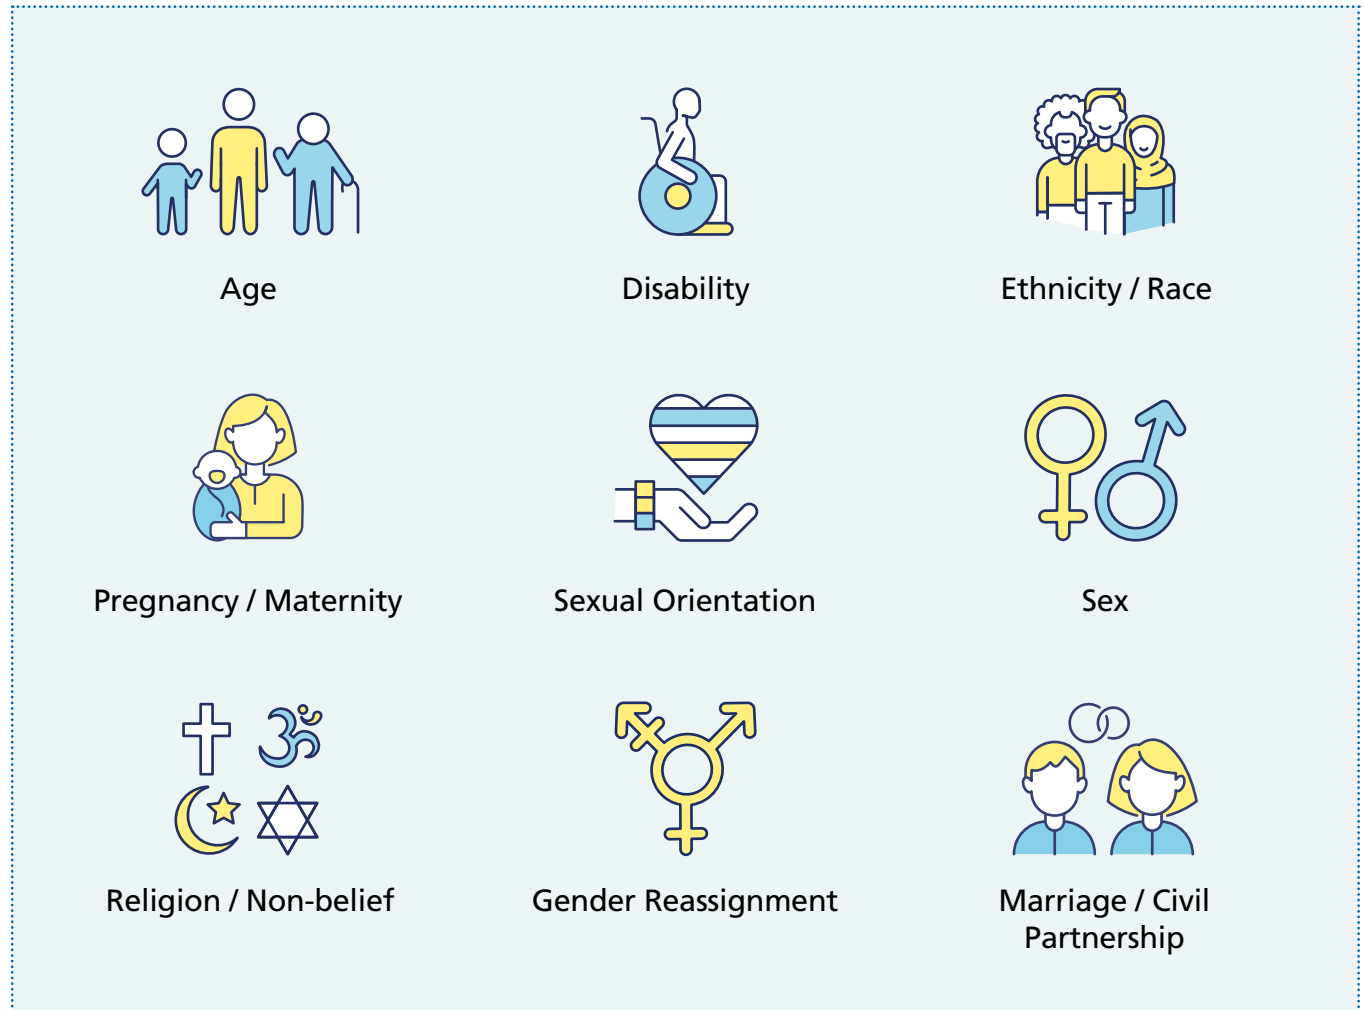 Age
Disability
Ethnicity / Race
Pregnancy / Maternity
Sexual Orientation
Sex
Religion / Non-belief
Gender Reassignment
Marriage / Civil
Partnership